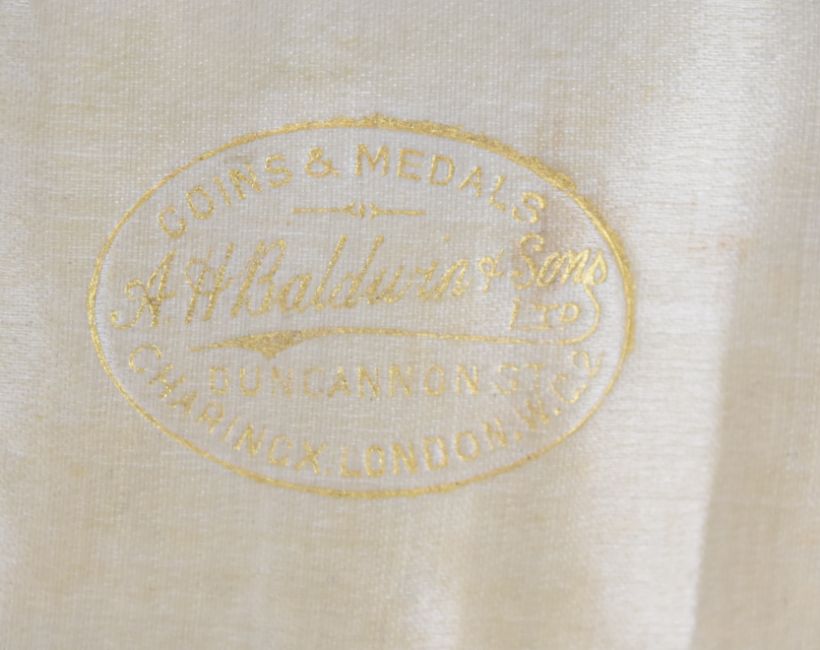 COINS & MEDALS
A.H Baldwin & Sons
LTD
DUNCANNON ST.
CHARING X. LONDON. W.C.2